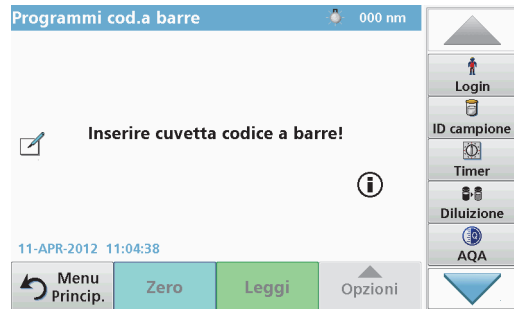 Programmi cod.a barre 000 nm
Inserire cuvetta codice a barre!
11-APR-2012 11:04:38
Menu
Princip.
Zero
Leggi
Opzioni
Login
ID campione
Timer
Diluizione
AQA